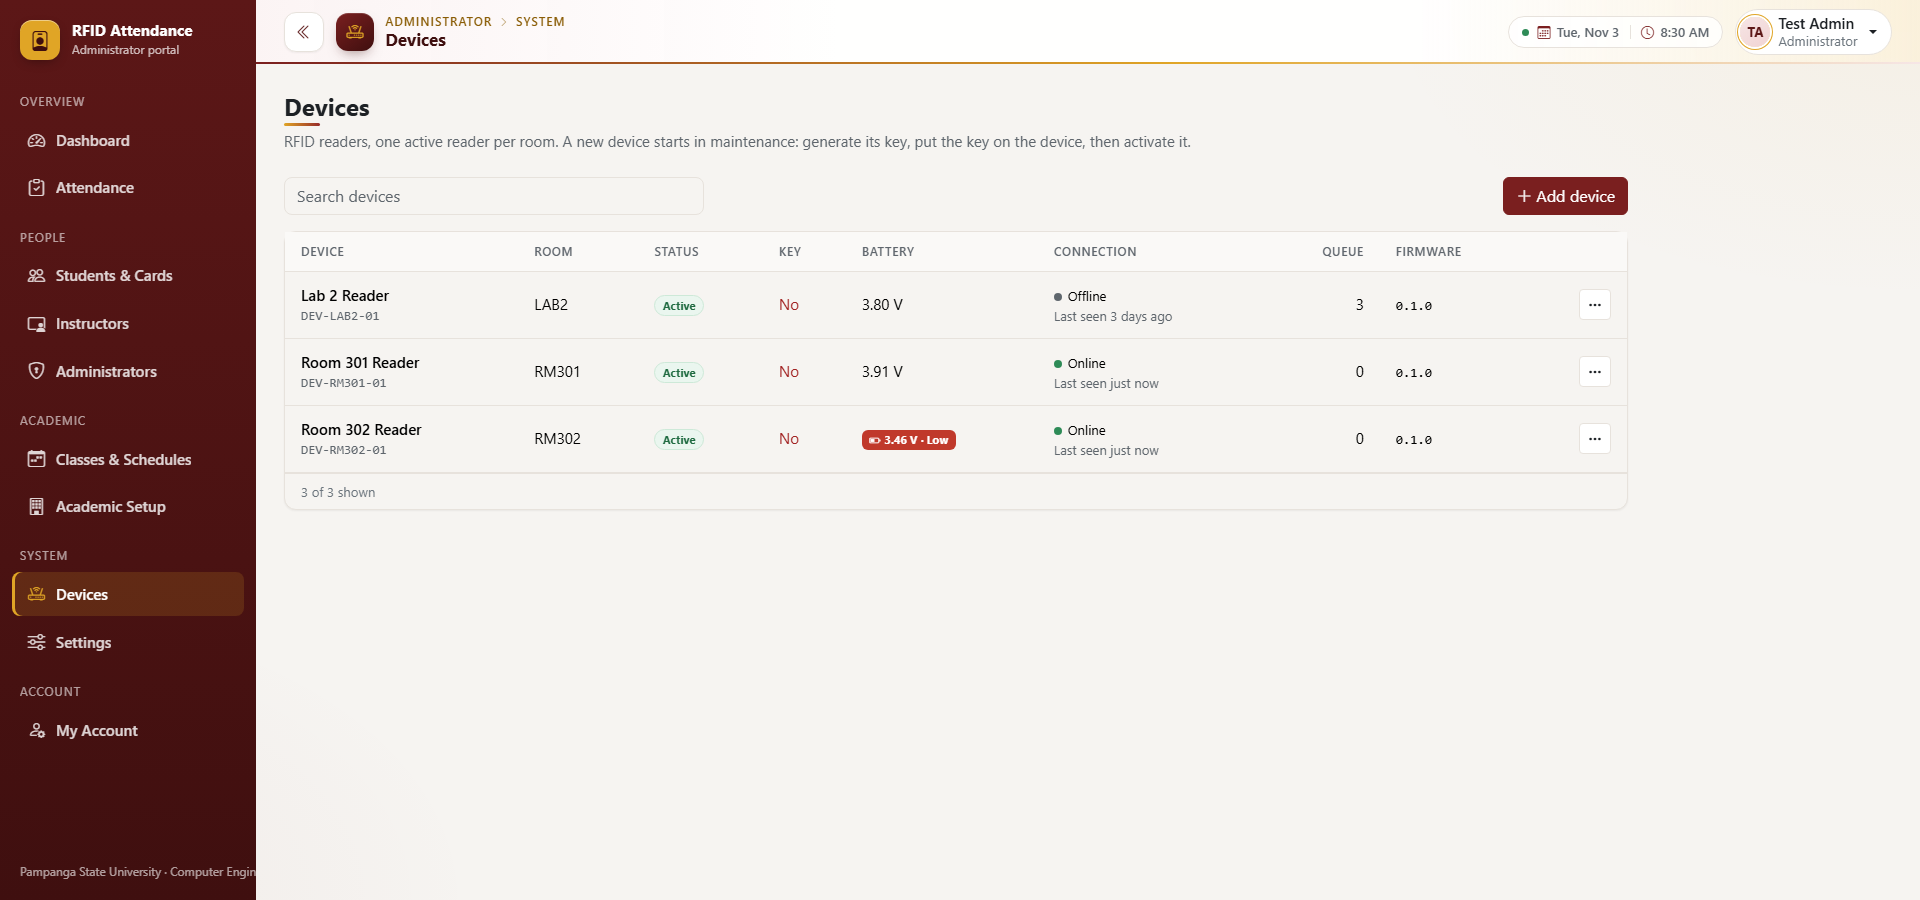 RFID Attendance
Administrator portal
OVERVIEW
Dashboard
Attendance
PEOPLE
Students & Cards
Instructors
Administrators
ACADEMIC
Classes & Schedules
Academic Setup
SYSTEM
Devices
Settings
ACCOUNT
My Account
Pampanga State University · Computer Engin
ADMINISTRATOR > SYSTEM
Devices
Tue, Nov 3 8:30 AM
TA
Test Admin
Administrator
Devices
RFID readers, one active reader per room. A new device starts in maintenance: generate its key, put the key on the device, then activate it.
Search devices
+ Add device
DEVICE ROOM STATUS KEY BATTERY CONNECTION QUEUE FIRMWARE
Lab 2 Reader
DEV-LAB2-01
LAB2 Active No 3.80 V
Offline
Last seen 3 days ago
3 0.1.0
Room 301 Reader
DEV-RM301-01
RM301 Active No 3.91 V
Online
Last seen just now
0 0.1.0
Room 302 Reader
DEV-RM302-01
RM302 Active No 3.46 V · Low
Online
Last seen just now
0 0.1.0
3 of 3 shown